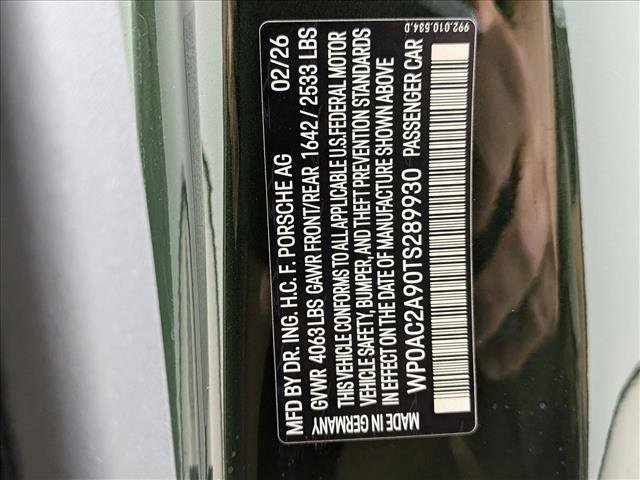 992.010.634.0
MFD BY DR. ING. H.C. F. PORSCHE AG 02/26
GVWR 4063 LBS GAWR FRONT/REAR 1642 / 2533 LBS
THIS VEHICLE CONFORMS TO ALL APPLICABLE U.S.FEDERAL MOTOR
VEHICLE SAFETY, BUMPER, AND THEFT PREVENTION STANDARDS
IN EFFECT ON THE DATE OF MANUFACTURE SHOWN ABOVE
WP0AC2A90TS289930 PASSENGER CAR
MADE IN GERMANY